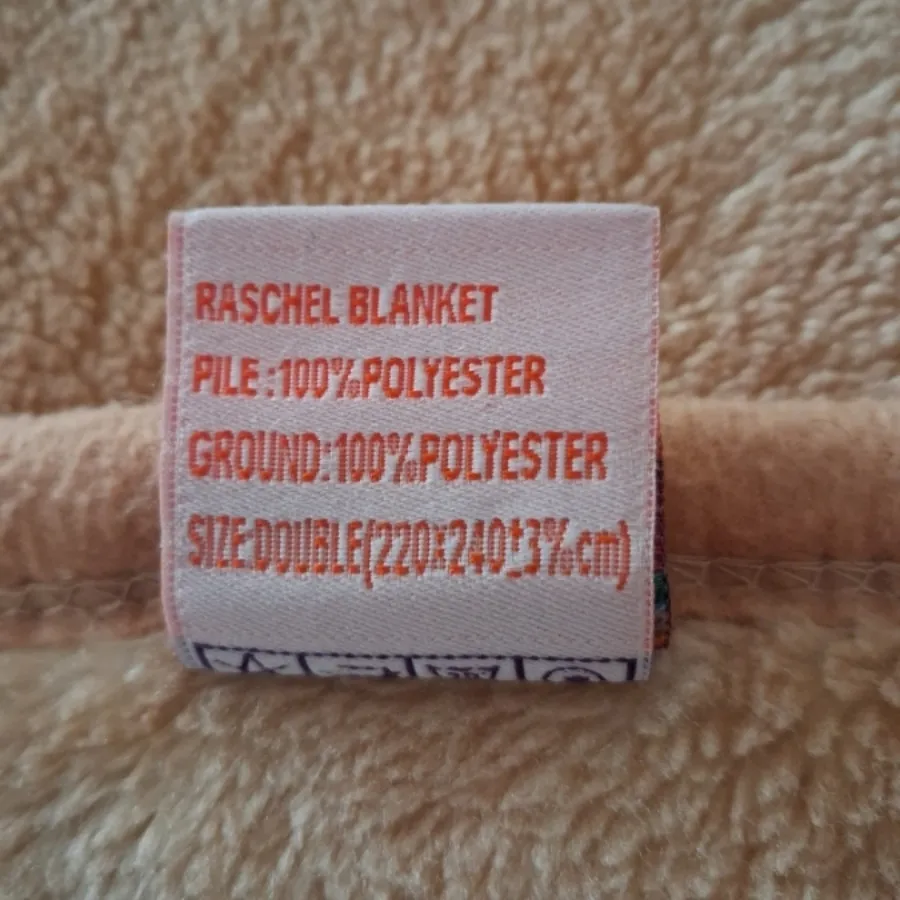 RASCHEL BLANKET
PILE :100%POLYESTER
GROUND:100%POLYESTER
SIZE:DOUBLE(220x240±3%cm)